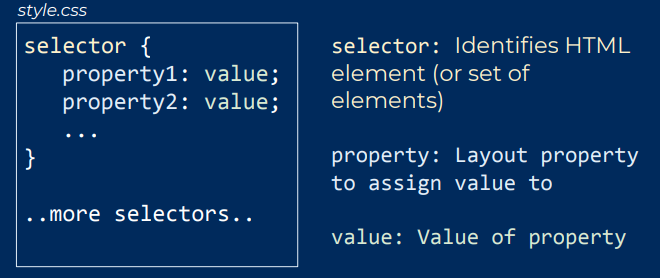 style.css
selector {
property1: value;
property2: value;
...
}
..more selectors..
selector: Identifies HTML
element (or set of
elements)
property: Layout property
to assign value to
value: Value of property